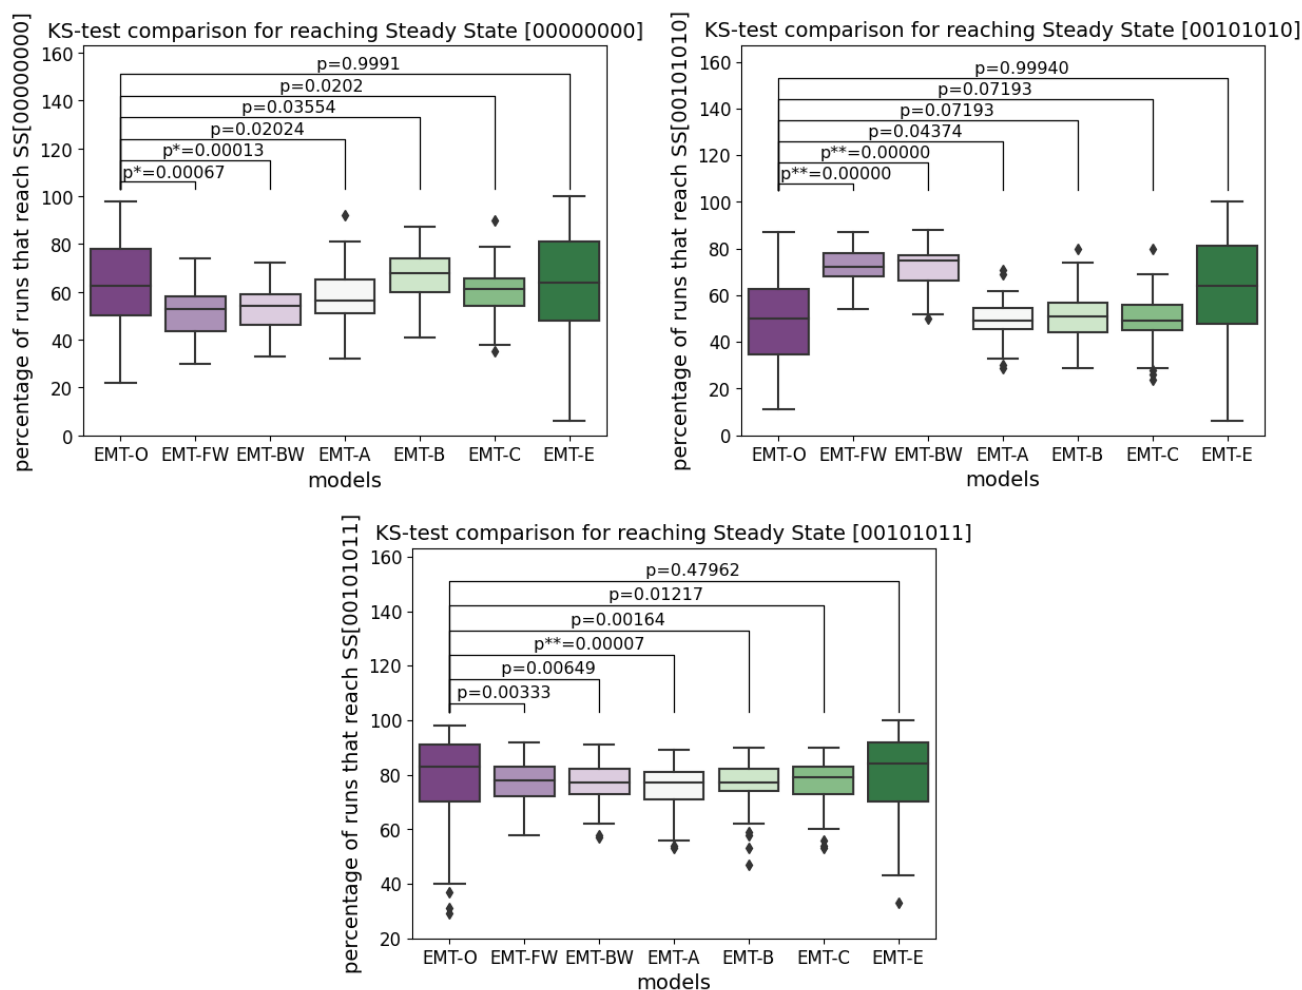 KS-test comparison for reaching Steady State [00000000]
percentage of runs that reach SS[00000000]
160
140
120
100
80
60
40
20
0
p=0.9991
p=0.0202
p=0.03554
p=0.02024
p*=0.00013
p*=0.00067
EMT-O EMT-FW EMT-BW EMT-A EMT-B EMT-C EMT-E
models
KS-test comparison for reaching Steady State [00101010]
percentage of runs that reach SS[00101010]
160
140
120
100
80
60
40
20
0
p=0.99940
p=0.07193
p=0.07193
p=0.04374
p**=0.00000
p**=0.00000
EMT-O EMT-FW EMT-BW EMT-A EMT-B EMT-C EMT-E
models
KS-test comparison for reaching Steady State [00101011]
percentage of runs that reach SS[00101011]
160
140
120
100
80
60
40
20
p=0.47962
p=0.01217
p=0.00164
p**=0.00007
p=0.00649
p=0.00333
EMT-O EMT-FW EMT-BW EMT-A EMT-B EMT-C EMT-E
models